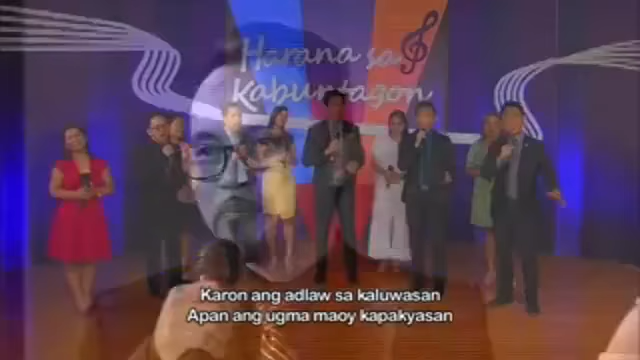 Harana sa
Kabuntagon
Karon ang adlaw sa kaluwasan
Apan ang ugma maoy kapakyasan